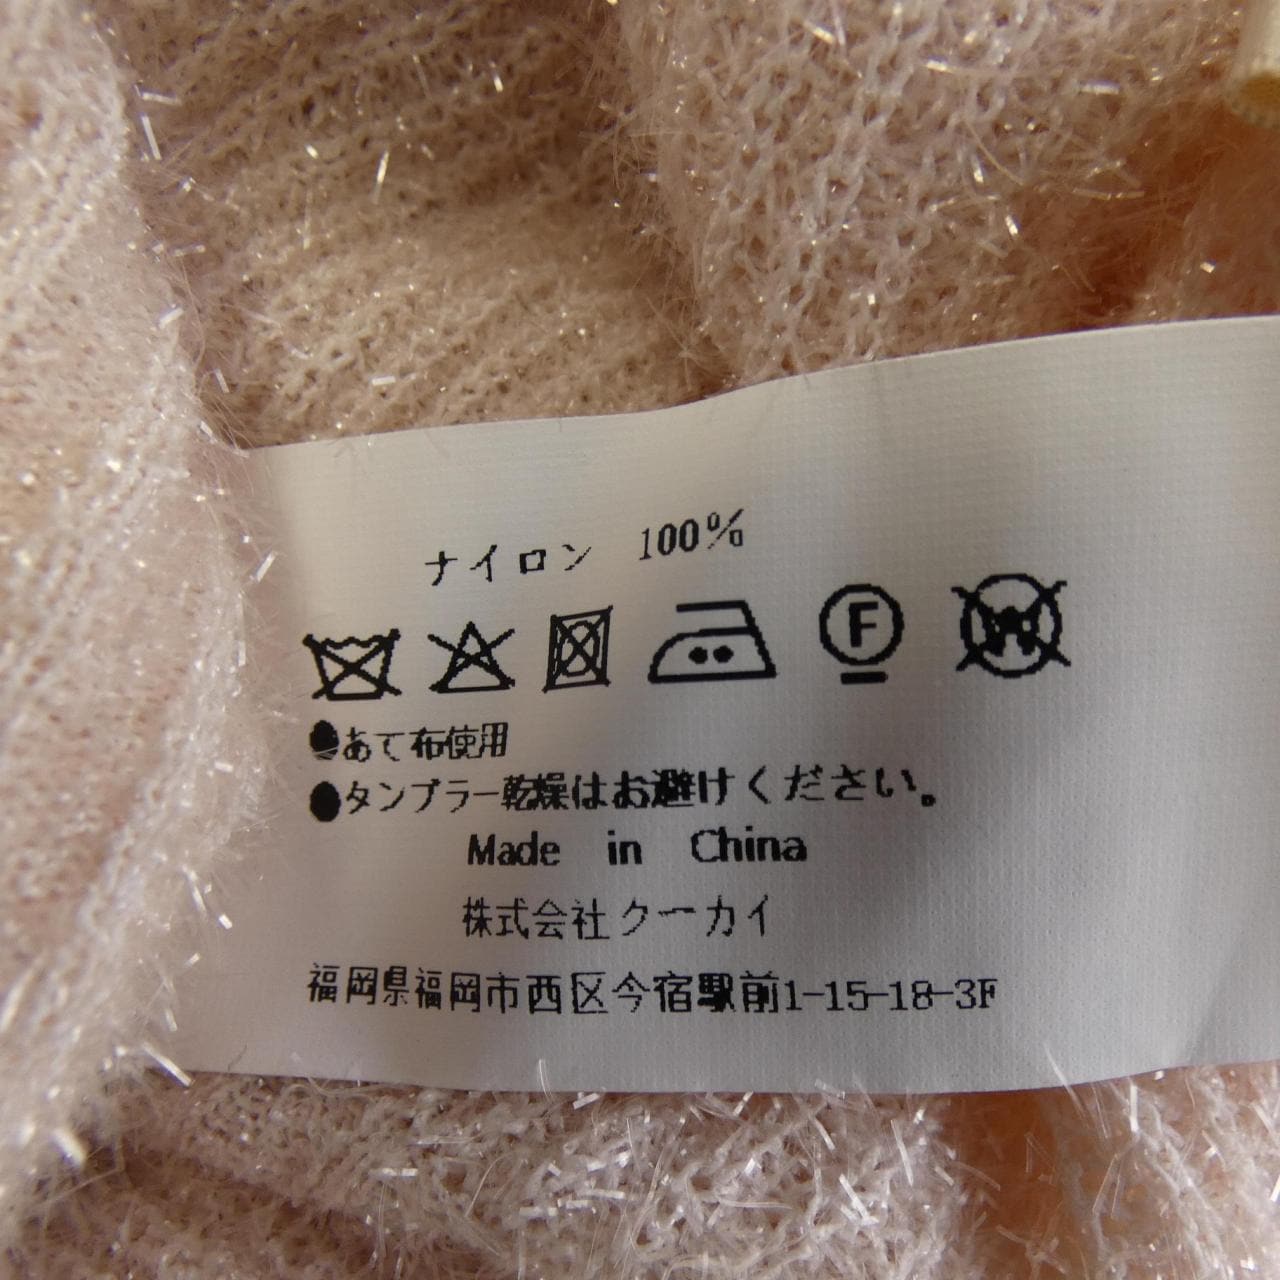 ナイロン 100%
F
W
●あて布使用
●タンブラー乾燥はお避けください。
Made in China
株式会社クーカイ
福岡県福岡市西区今宿駅前1-15-18-3F